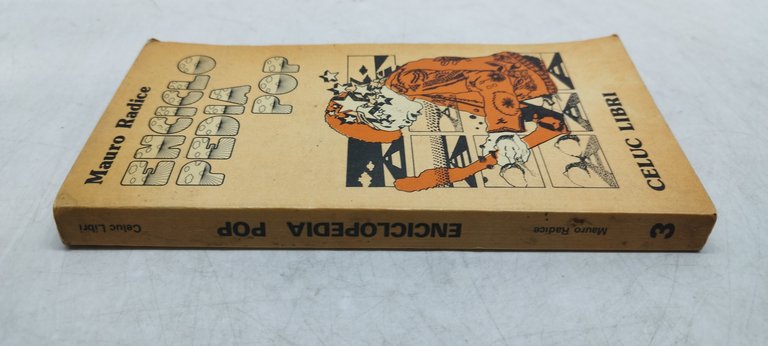 Mauro Radice
ENCICLO
PEDIA
POP
CELUC LIBRI
3
Mauro Radice
ENCICLOPEDIA POP
Celuc Libri